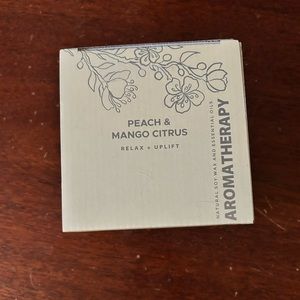 PEACH &
MANGO CITRUS
RELAX + UPLIFT
NATURAL SOY WAX AND ESSENTIAL OILS
AROMATHERAPY